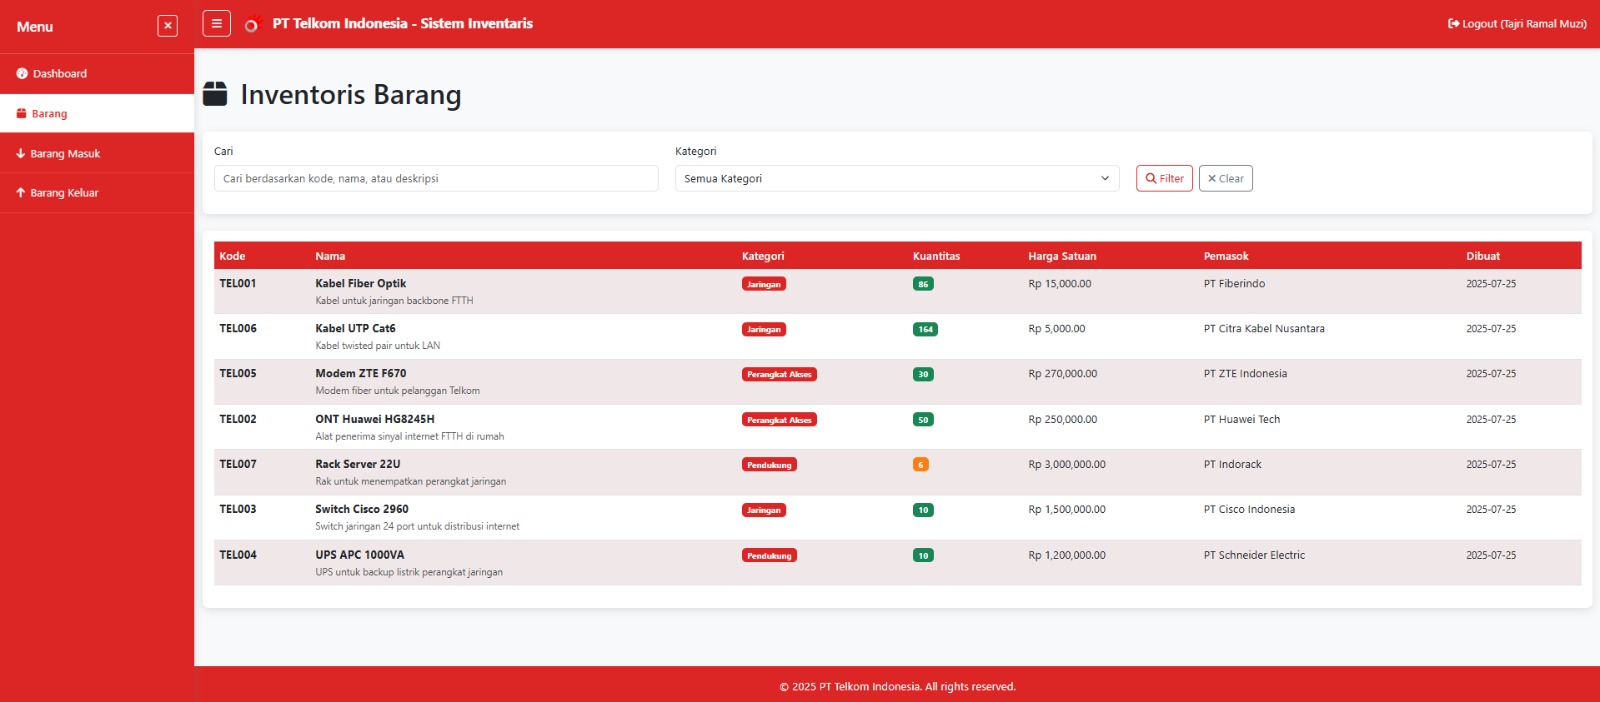 Menu
PT Telkom Indonesia - Sistem Inventaris
Logout (Tajri Ramal Muzi)
Dashboard
Barang
Barang Masuk
Barang Keluar
Inventoris Barang
Cari
Kategori
Cari berdasarkan kode, nama, atau deskripsi
Semua Kategori
Filter
Clear
Kode Nama Kategori Kuantitas Harga Satuan Pemasok Dibuat
TEL001 Kabel Fiber Optik Jaringan 86 Rp 15,000.00 PT Fiberindo 2025-07-25
Kabel untuk jaringan backbone FTTH
TEL006 Kabel UTP Cat6 Jaringan 164 Rp 5,000.00 PT Citra Kabel Nusantara 2025-07-25
Kabel twisted pair untuk LAN
TEL005 Modem ZTE F670 Perangkat Akses 30 Rp 270,000.00 PT ZTE Indonesia 2025-07-25
Modem fiber untuk pelanggan Telkom
TEL002 ONT Huawei HG8245H Perangkat Akses 50 Rp 250,000.00 PT Huawei Tech 2025-07-25
Alat penerima sinyal internet FTTH di rumah
TEL007 Rack Server 22U Pendukung 6 Rp 3,000,000.00 PT Indorack 2025-07-25
Rak untuk menempatkan perangkat jaringan
TEL003 Switch Cisco 2960 Jaringan 10 Rp 1,500,000.00 PT Cisco Indonesia 2025-07-25
Switch jaringan 24 port untuk distribusi internet
TEL004 UPS APC 1000VA Pendukung 10 Rp 1,200,000.00 PT Schneider Electric 2025-07-25
UPS untuk backup listrik perangkat jaringan
© 2025 PT Telkom Indonesia. All rights reserved.